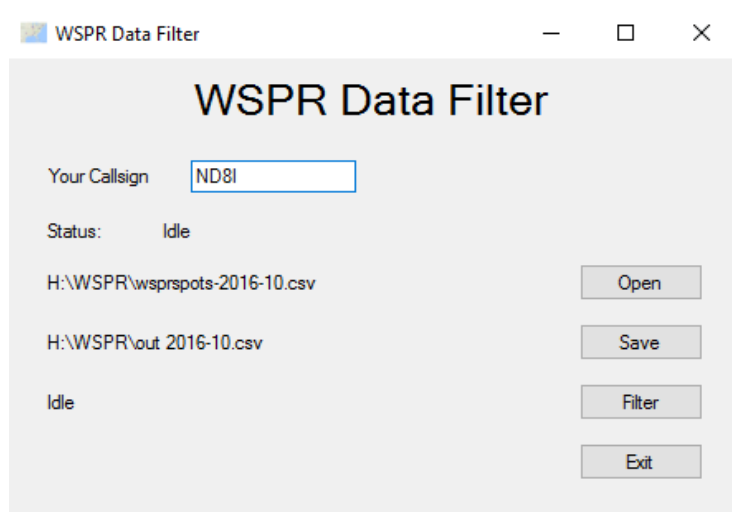 WSPR Data Filter
WSPR Data Filter
Your Callsign ND8I
Status: Idle
H:\WSPR\wsprspots-2016-10.csv Open
H:\WSPR\out 2016-10.csv Save
Idle Filter
Exit